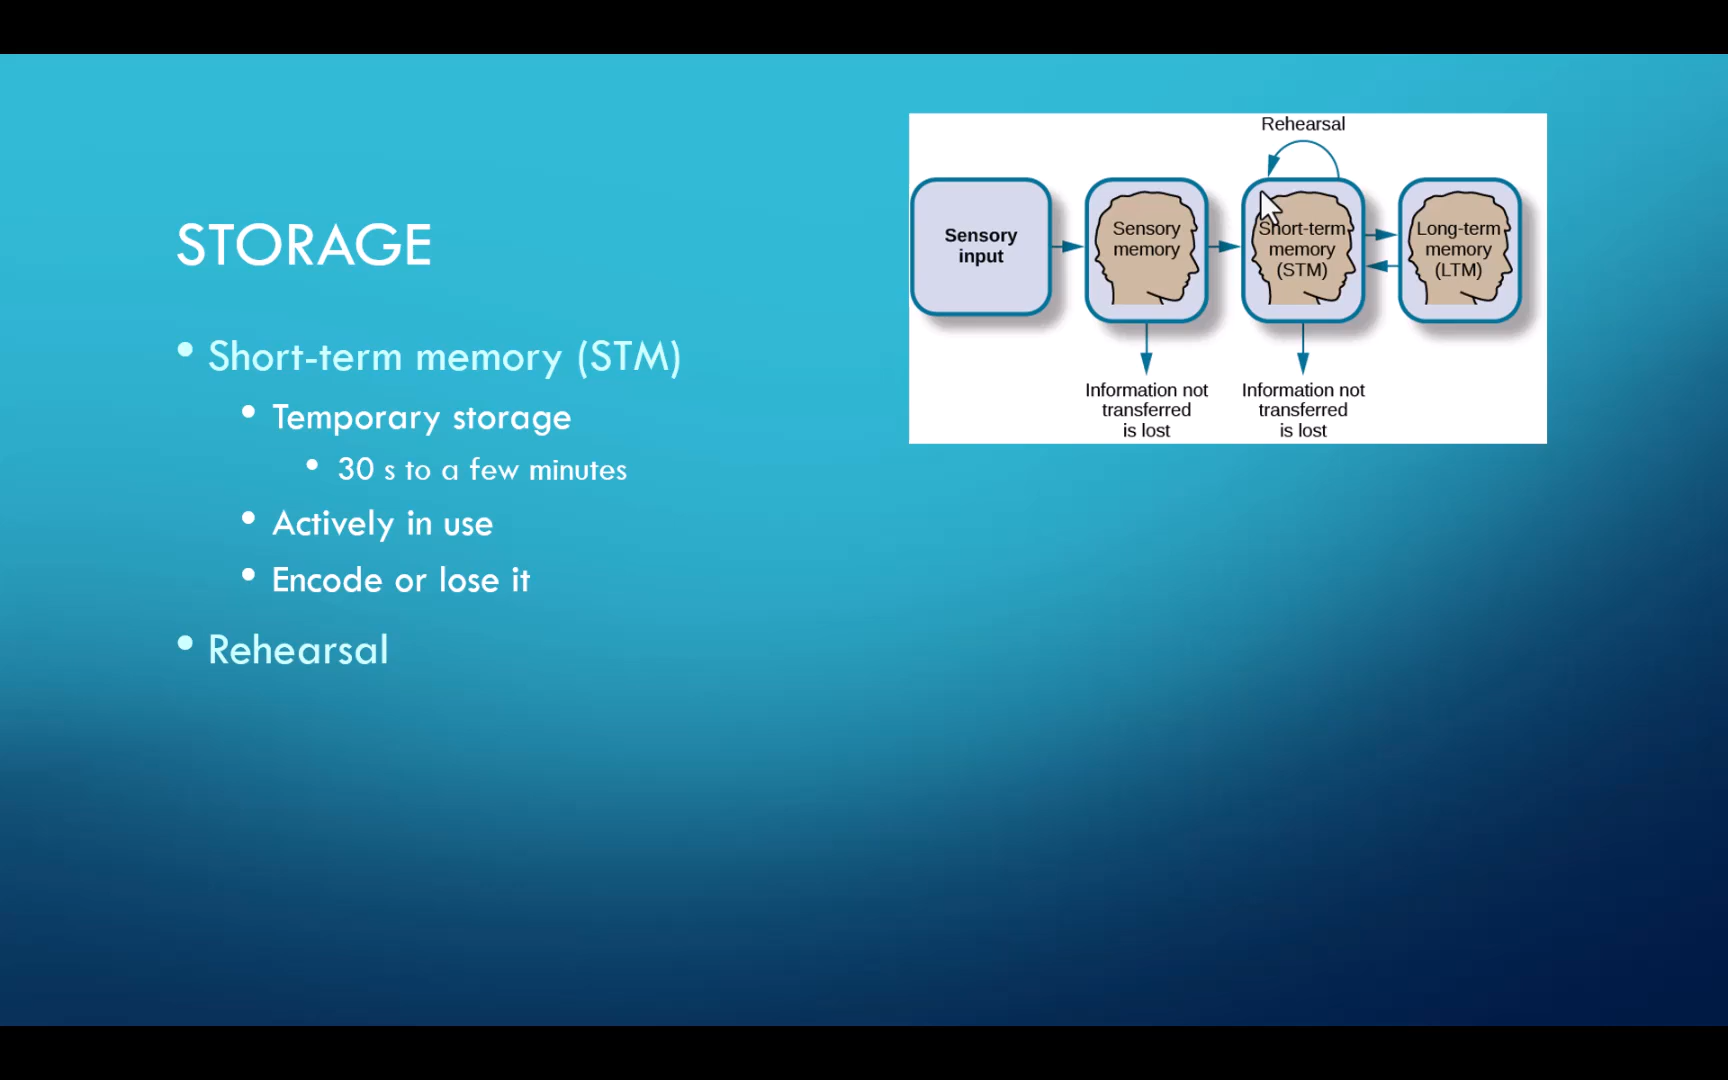 STORAGE
• Short-term memory (STM)
• Temporary storage
• 30 s to a few minutes
• Actively in use
• Encode or lose it
• Rehearsal
Rehearsal
Sensory
input
Sensory
memory
Short-term
memory
(STM)
Long-term
memory
(LTM)
Information not
transferred
is lost
Information not
transferred
is lost